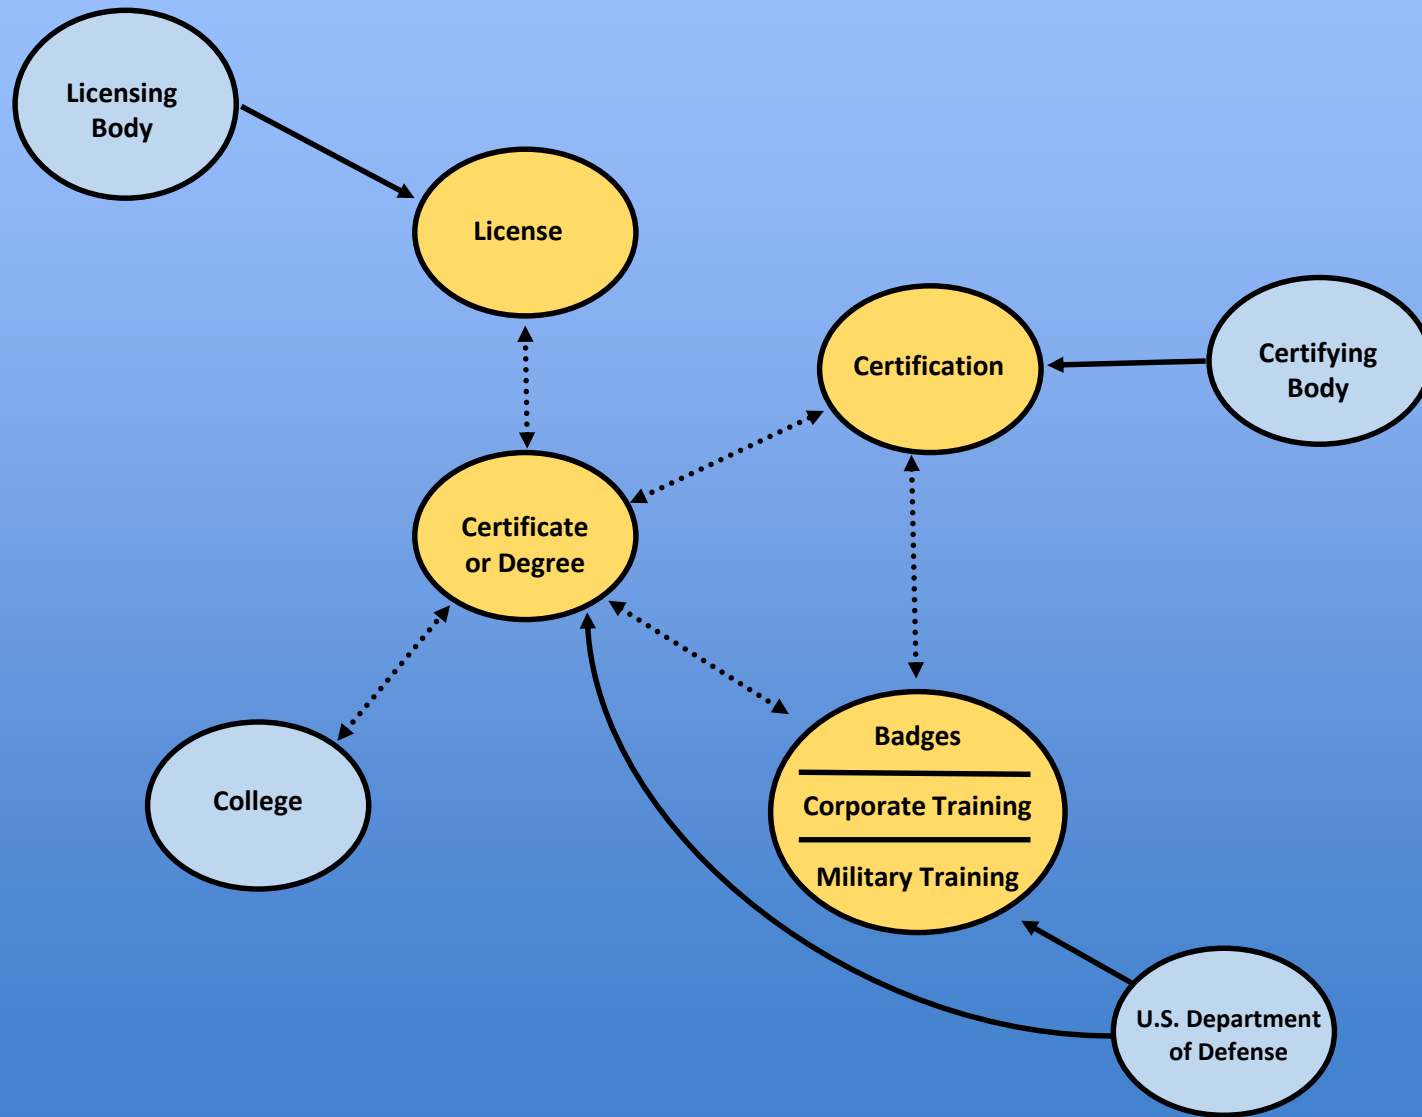 Licensing
Body
License
Certification
Certifying
Body
Certificate
or Degree
Badges
College
Corporate Training
Military Training
U.S. Department
of Defense